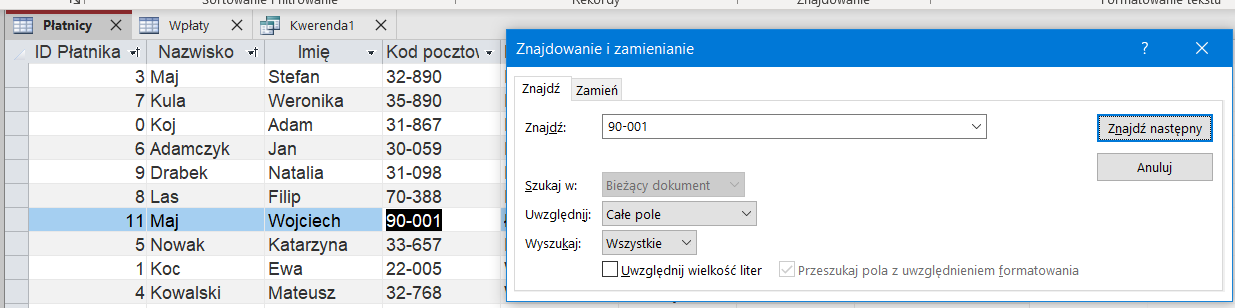 Sortowanie i filtrowanie Rekordy Znajdowanie Formatowanie tekstu
Płatnicy Wpłaty Kwerenda1
ID Płatnika Nazwisko Imię Kod pocztow
3 Maj Stefan 32-890
7 Kula Weronika 35-890
0 Koj Adam 31-867
6 Adamczyk Jan 30-059
9 Drabek Natalia 31-098
8 Las Filip 70-388
11 Maj Wojciech 90-001
5 Nowak Katarzyna 33-657
1 Koc Ewa 22-005
4 Kowalski Mateusz 32-768
Znajdowanie i zamienianie ?
Znajdź Zamień
Znajdź: 90-001 Znajdź następny
Anuluj
Szukaj w: Bieżący dokument
Uwzględnij: Całe pole
Wyszukaj: Wszystkie
Uwzględnij wielkość liter Przeszukaj pola z uwzględnieniem formatowania